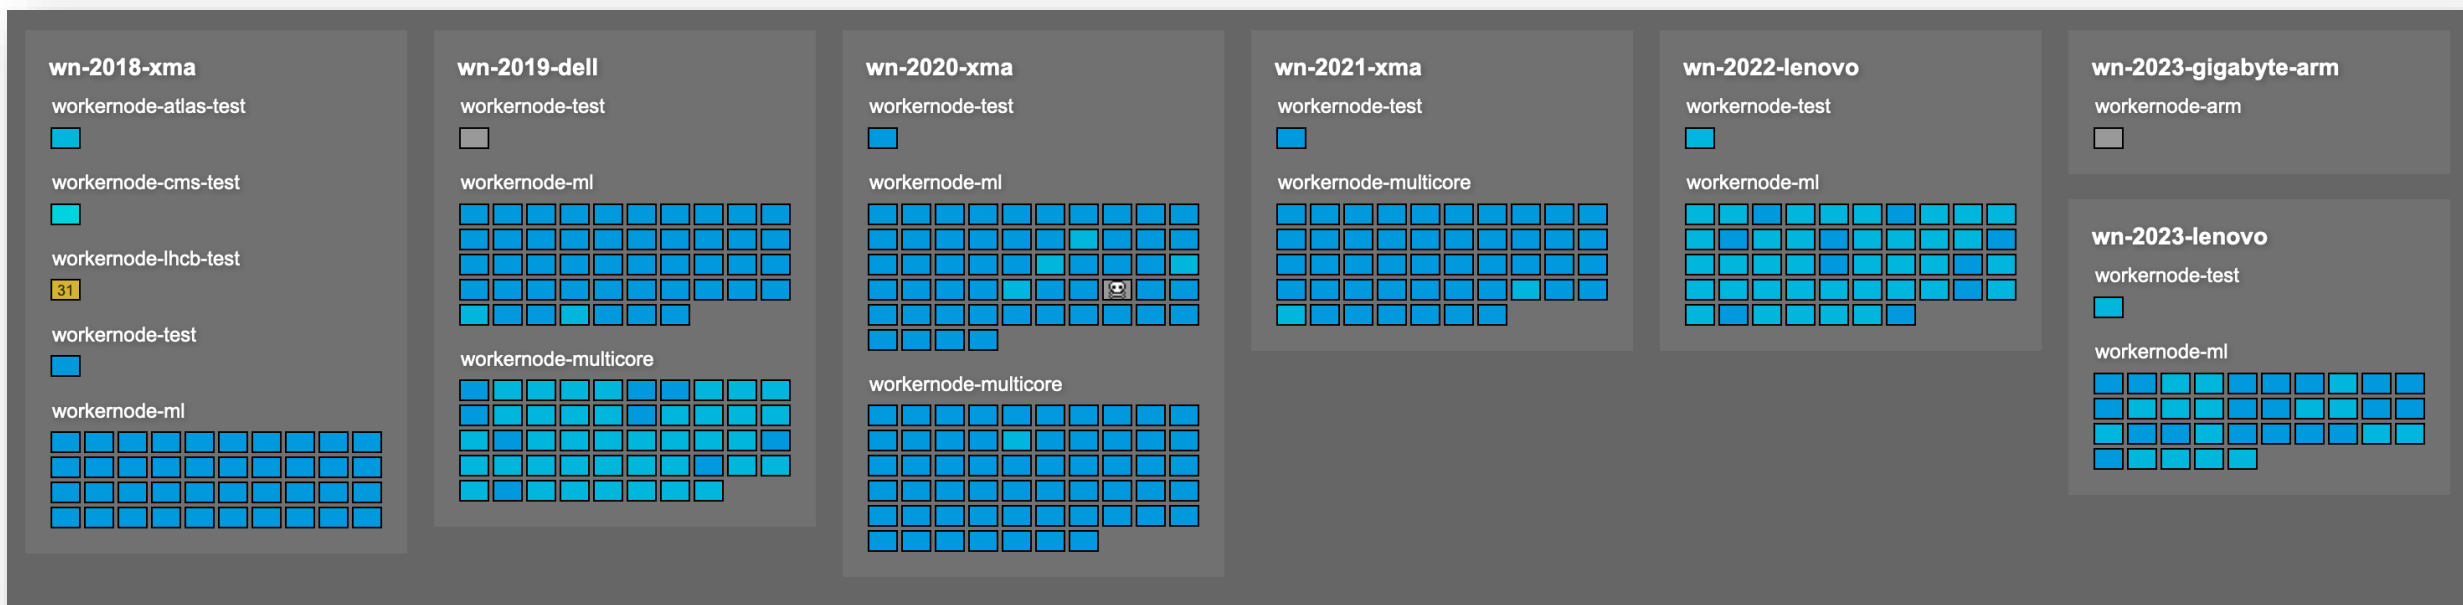 wn-2018-xma
workernode-atlas-test
workernode-cms-test
workernode-lhcb-test
31
workernode-test
workernode-ml
wn-2019-dell
workernode-test
workernode-ml
workernode-multicore
wn-2020-xma
workernode-test
workernode-ml
workernode-multicore
wn-2021-xma
workernode-test
workernode-multicore
wn-2022-lenovo
workernode-test
workernode-ml
wn-2023-gigabyte-arm
workernode-arm
wn-2023-lenovo
workernode-test
workernode-ml